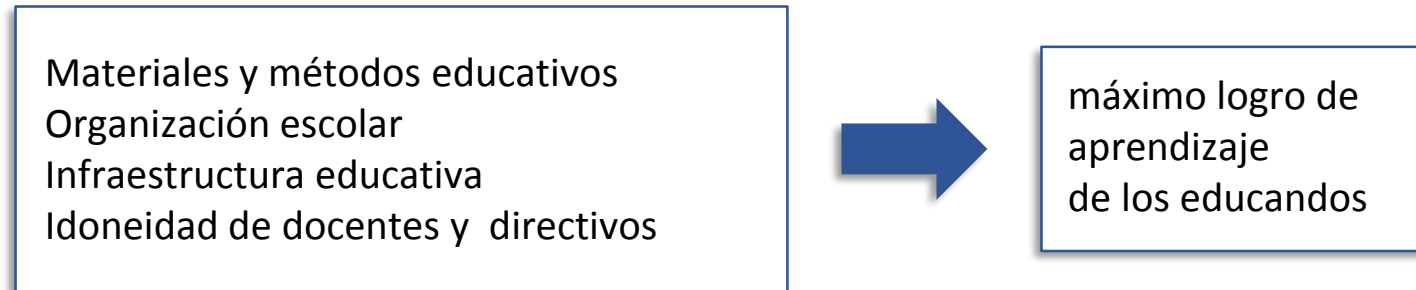 Materiales y métodos educativos
Organización escolar
Infraestructura educativa
Idoneidad de docentes y  directivos
máximo logro de
aprendizaje
de los educandos